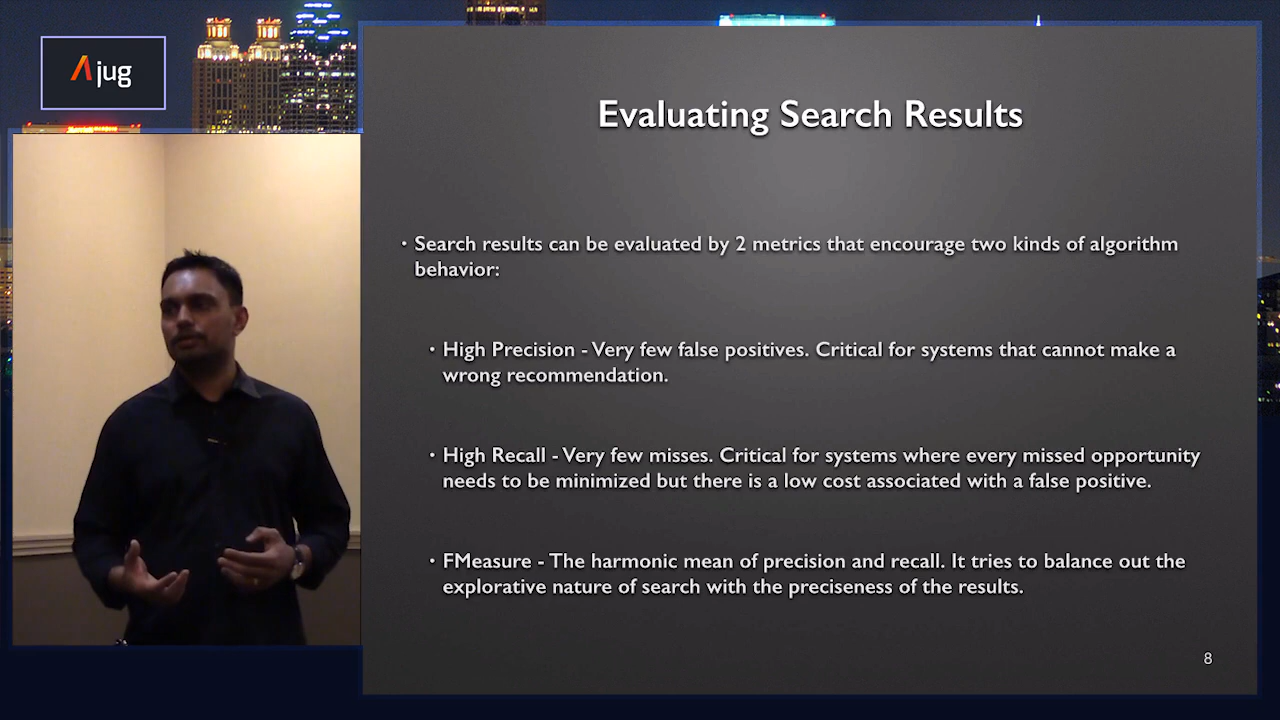 Ajug
Evaluating Search Results
• Search results can be evaluated by 2 metrics that encourage two kinds of algorithm
behavior:
• High Precision - Very few false positives. Critical for systems that cannot make a
wrong recommendation.
• High Recall - Very few misses. Critical for systems where every missed opportunity
needs to be minimized but there is a low cost associated with a false positive.
• FMeasure - The harmonic mean of precision and recall. It tries to balance out the
explorative nature of search with the preciseness of the results.
8